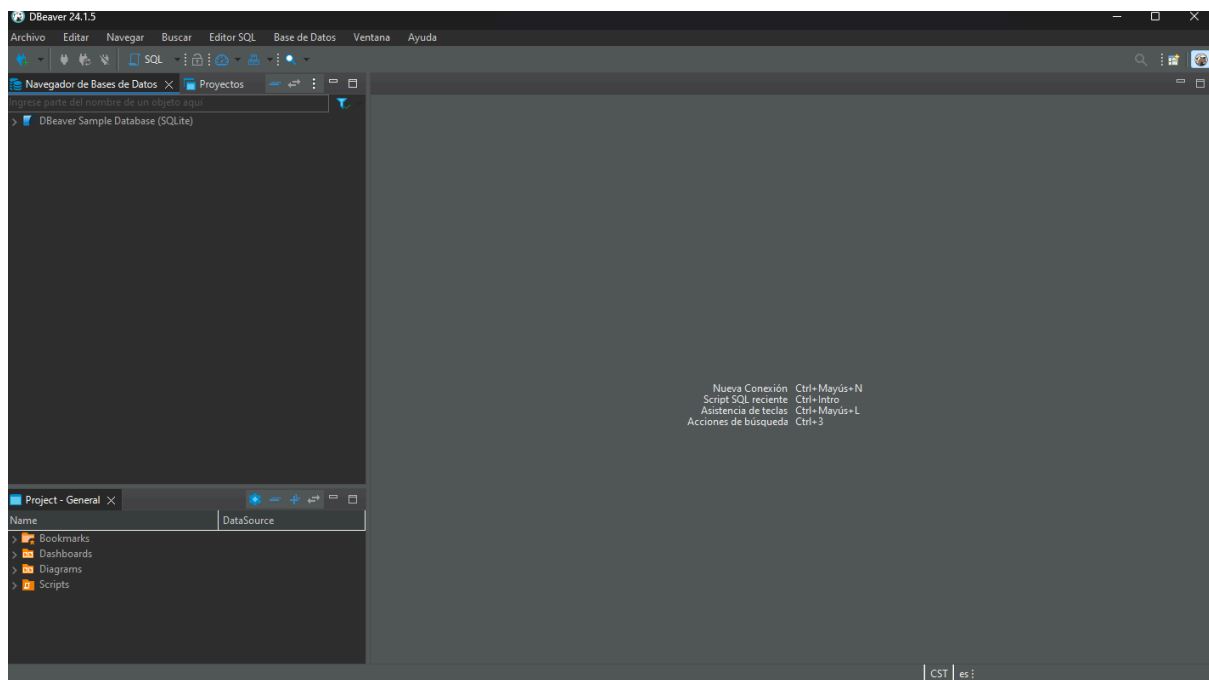 DBeaver 24.1.5
Archivo Editar Navegar Buscar Editor SQL Base de Datos Ventana Ayuda
SQL
Navegador de Bases de Datos Proyectos
Ingrese parte del nombre de un objeto aquí
DBeaver Sample Database (SQLite)
Nueva Conexión Ctrl+Mayús+N
Script SQL reciente Ctrl+Intro
Asistencia de teclas Ctrl+Mayús+L
Acciones de búsqueda Ctrl+3
Project - General
Name DataSource
Bookmarks
Dashboards
Diagrams
Scripts
CST es